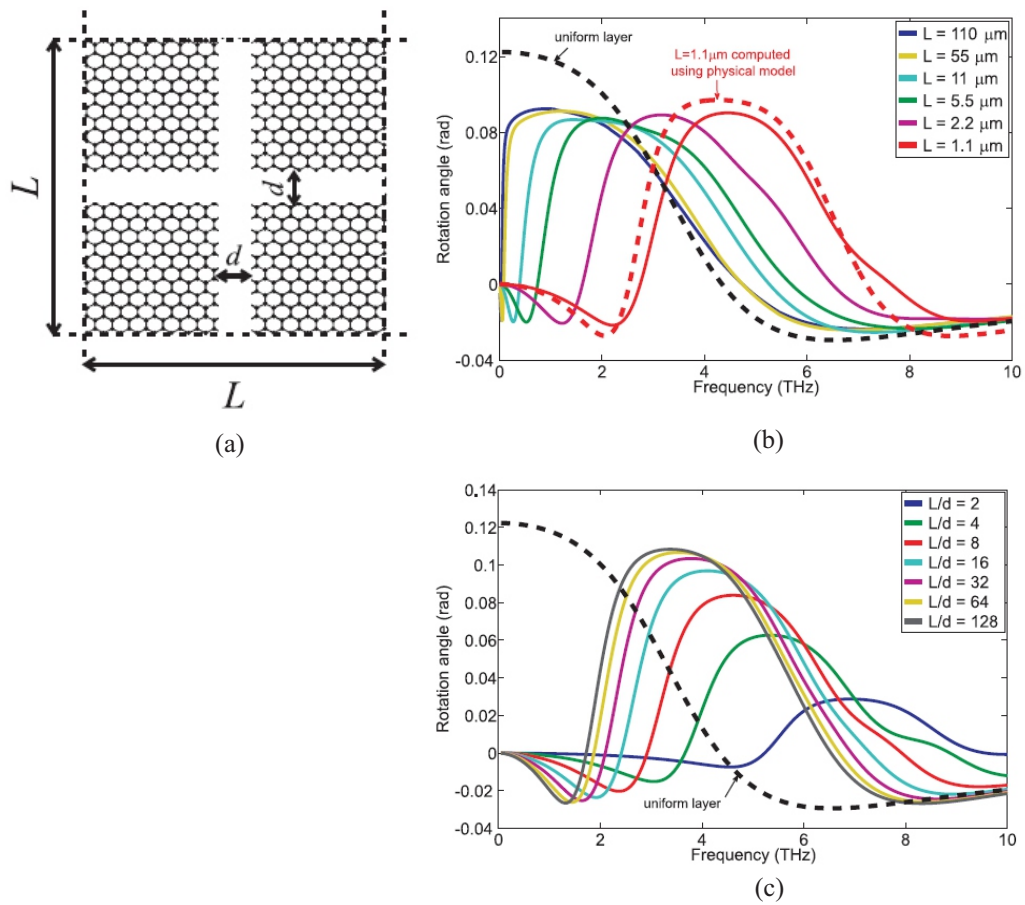 L
d
d
L
(a)
0.12
0.08
0.04
0
-0.04
Rotation angle (rad)
uniform layer
L=1.1μm computed
using physical model
L = 110 μm
L = 55 μm
L = 11 μm
L = 5.5 μm
L = 2.2 μm
L = 1.1 μm
0 2 4 6 8 10
Frequency (THz)
(b)
0.14
0.12
0.1
0.08
0.06
0.04
0.02
0
-0.02
-0.04
Rotation angle (rad)
uniform layer
L/d = 2
L/d = 4
L/d = 8
L/d = 16
L/d = 32
L/d = 64
L/d = 128
0 2 4 6 8 10
Frequency (THz)
(c)